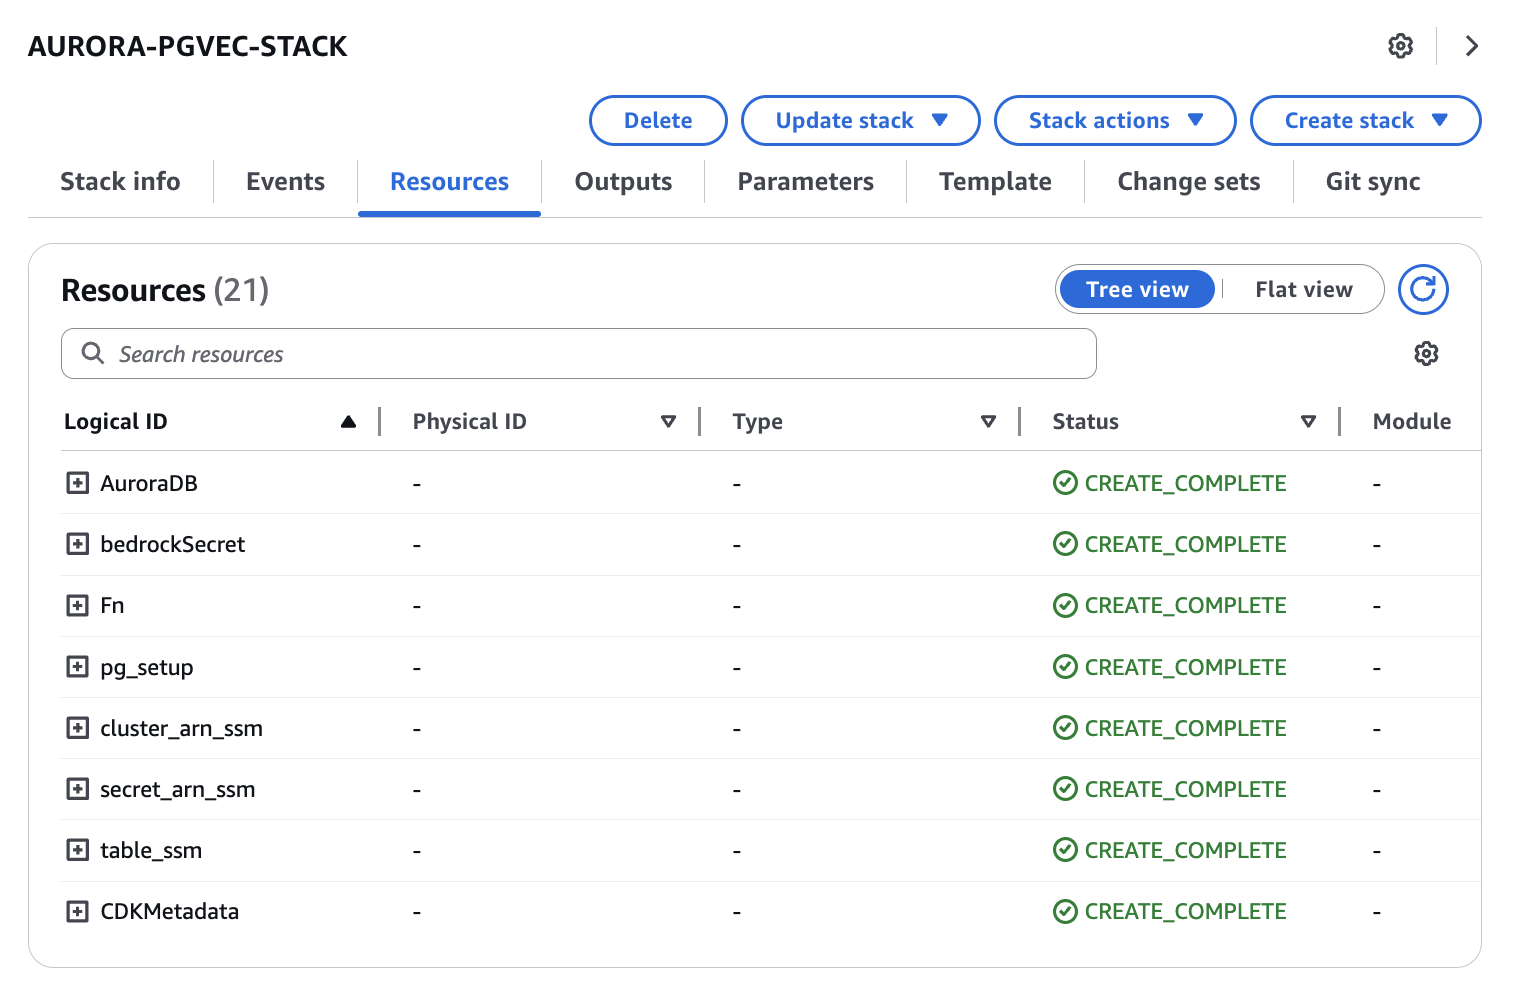 AURORA-PGVEC-STACK
Delete Update stack Stack actions Create stack
Stack info Events Resources Outputs Parameters Template Change sets Git sync
Resources (21) Tree view Flat view
Search resources
Logical ID Physical ID Type Status Module
AuroraDB - - CREATE_COMPLETE -
bedrockSecret - - CREATE_COMPLETE -
Fn - - CREATE_COMPLETE -
pg_setup - - CREATE_COMPLETE -
cluster_arn_ssm - - CREATE_COMPLETE -
secret_arn_ssm - - CREATE_COMPLETE -
table_ssm - - CREATE_COMPLETE -
CDKMetadata - - CREATE_COMPLETE -